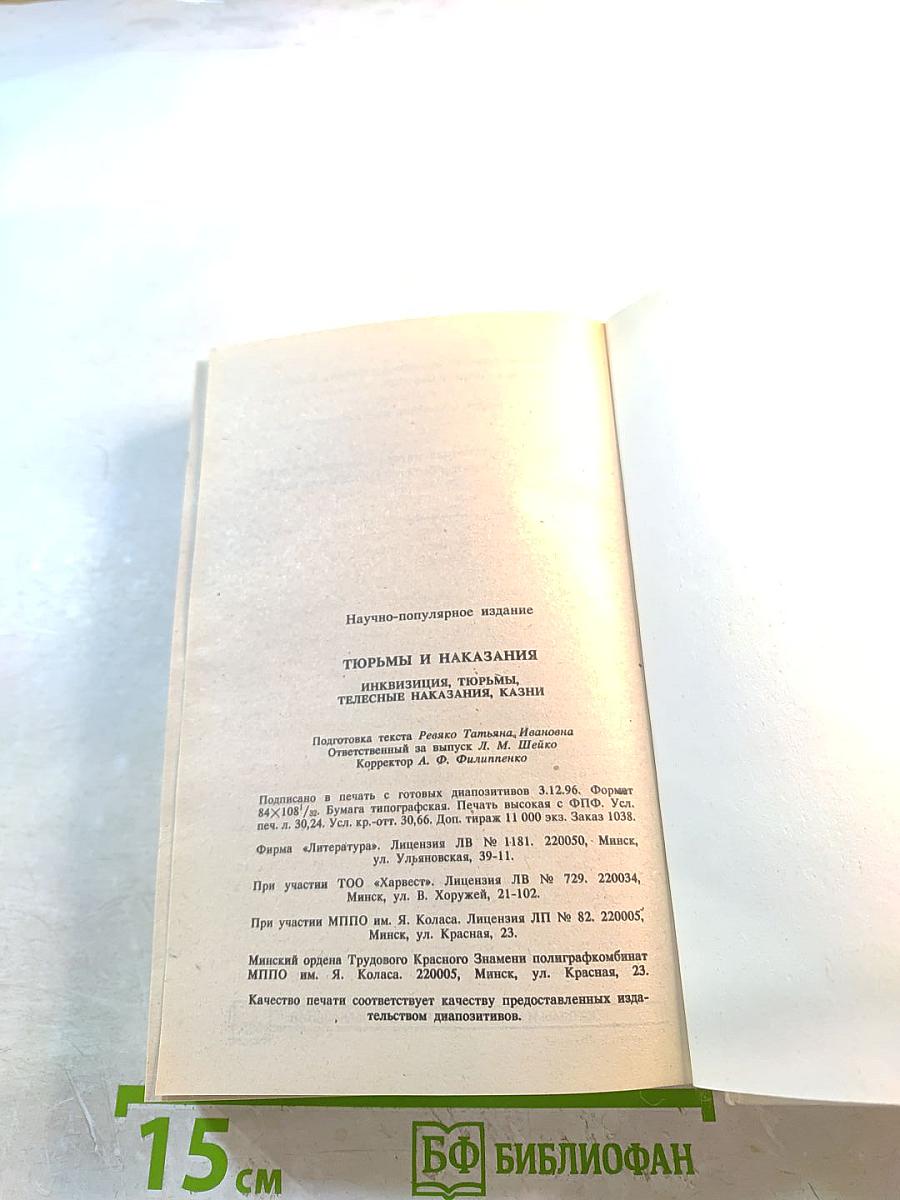 Научно-популярное издание
ТЮРЬМЫ И НАКАЗАНИЯ
ИНКВИЗИЦИЯ, ТЮРЬМЫ,
ТЕЛЕСНЫЕ НАКАЗАНИЯ, КАЗНИ
Подготовка текста Ревяко Татьяна Ивановна
Ответственный за выпуск Л. М. Шейко
Корректор А. Ф. Филиппенко
Подписано в печать с готовых диапозитивов 3.12.96. Формат
84×108 1/32. Бумага типографская. Печать высокая с ФПФ. Усл.
печ. л. 30,24. Усл. кр.-отт. 30,66. Доп. тираж 11 000 экз. Заказ 1038.
Фирма «Литература». Лицензия ЛВ № 1181. 220050, Минск,
ул. Ульяновская, 39-11.
При участии ТОО «Харвест». Лицензия ЛВ № 729. 220034,
Минск, ул. В. Хоружей, 21-102.
При участии МППО им. Я. Коласа. Лицензия ЛП № 82. 220005,
Минск, ул. Красная, 23.
Минский ордена Трудового Красного Знамени полиграфкомбинат
МППО им. Я. Коласа. 220005, Минск, ул. Красная, 23.
Качество печати соответствует качеству предоставленных изда-
тельством диапозитивов.
15 см
БФ БИБЛИОФАН